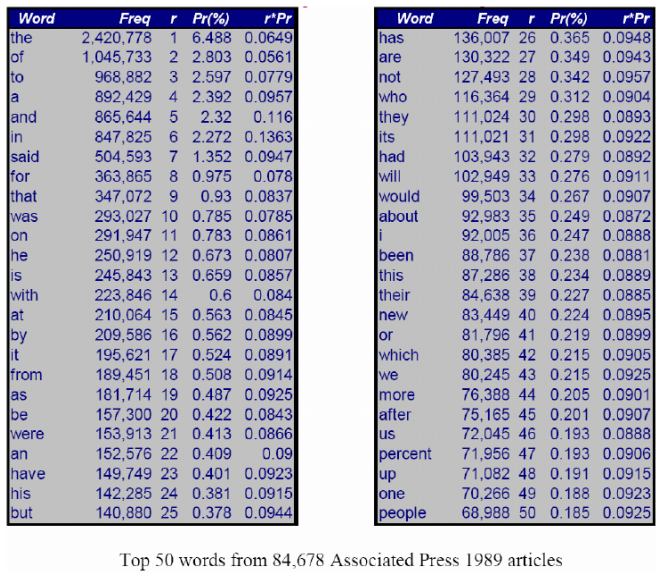 Word Freq r Pr(%) r*Pr
the 2,420,778 1 6.488 0.0649
of 1,045,733 2 2.803 0.0561
to 968,882 3 2.597 0.0779
a 892,429 4 2.392 0.0957
and 865,644 5 2.32 0.116
in 847,825 6 2.272 0.1363
said 504,593 7 1.352 0.0947
for 363,865 8 0.975 0.078
that 347,072 9 0.93 0.0837
was 293,027 10 0.785 0.0785
on 291,947 11 0.783 0.0861
he 250,919 12 0.673 0.0807
is 245,843 13 0.659 0.0857
with 223,846 14 0.6 0.084
at 210,064 15 0.563 0.0845
by 209,586 16 0.562 0.0899
it 195,621 17 0.524 0.0891
from 189,451 18 0.508 0.0914
as 181,714 19 0.487 0.0925
be 157,300 20 0.422 0.0843
were 153,913 21 0.413 0.0866
an 152,576 22 0.409 0.09
have 149,749 23 0.401 0.0923
his 142,285 24 0.381 0.0915
but 140,880 25 0.378 0.0944
Word Freq r Pr(%) r*Pr
has 136,007 26 0.365 0.0948
are 130,322 27 0.349 0.0943
not 127,493 28 0.342 0.0957
who 116,364 29 0.312 0.0904
they 111,024 30 0.298 0.0893
its 111,021 31 0.298 0.0922
had 103,943 32 0.279 0.0892
will 102,949 33 0.276 0.0911
would 99,503 34 0.267 0.0907
about 92,983 35 0.249 0.0872
i 92,005 36 0.247 0.0888
been 88,786 37 0.238 0.0881
this 87,286 38 0.234 0.0889
their 84,638 39 0.227 0.0885
new 83,449 40 0.224 0.0895
or 81,796 41 0.219 0.0899
which 80,385 42 0.215 0.0905
we 80,245 43 0.215 0.0925
more 76,388 44 0.205 0.0901
after 75,165 45 0.201 0.0907
us 72,045 46 0.193 0.0888
percent 71,956 47 0.193 0.0906
up 71,082 48 0.191 0.0915
one 70,266 49 0.188 0.0923
people 68,988 50 0.185 0.0925
Top 50 words from 84,678 Associated Press 1989 articles